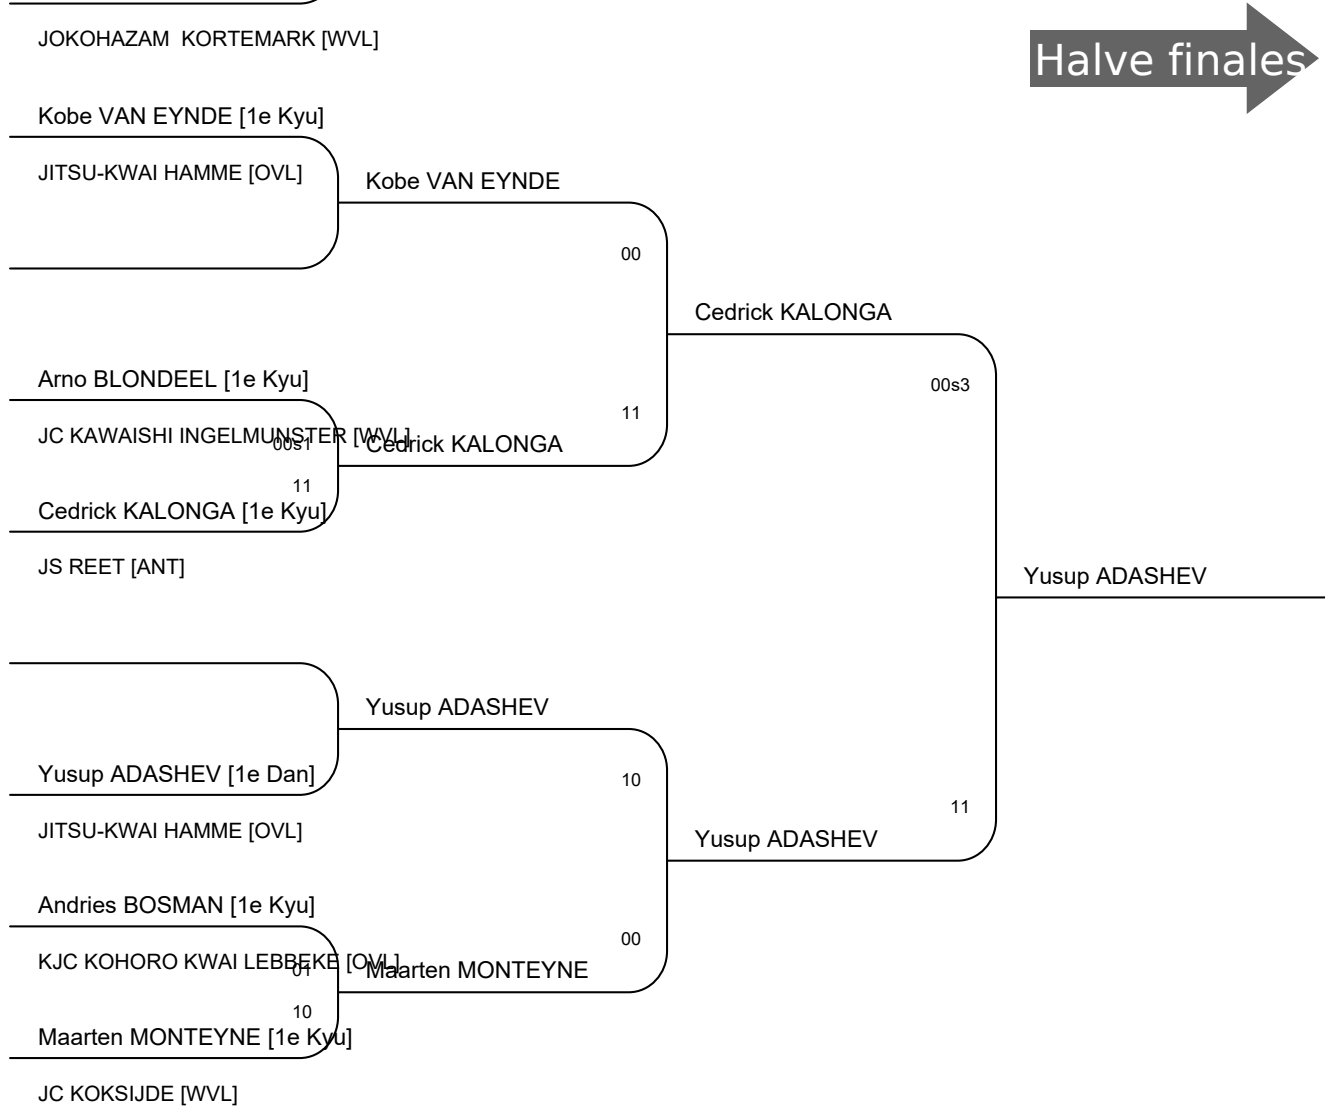 JOKOHAZAM  KORTEMARK [WVL]
Halve finales
Kobe VAN EYNDE [1e Kyu]
JITSU-KWAI HAMME [OVL]
Kobe VAN EYNDE
00
Cedrick KALONGA
Arno BLONDEEL [1e Kyu]
00s3
11
JC KAWAISHI INGELMUNSTER [WVL]
00s1
Cedrick KALONGA
11
Cedrick KALONGA [1e Kyu]
JS REET [ANT]
Yusup ADASHEV
Yusup ADASHEV
Yusup ADASHEV [1e Dan]
10
11
JITSU-KWAI HAMME [OVL]
Yusup ADASHEV
Andries BOSMAN [1e Kyu]
00
KJC KOHORO KWAI LEBBEKE [OVL]
01
Maarten MONTEYNE
10
Maarten MONTEYNE [1e Kyu]
JC KOKSIJDE [WVL]